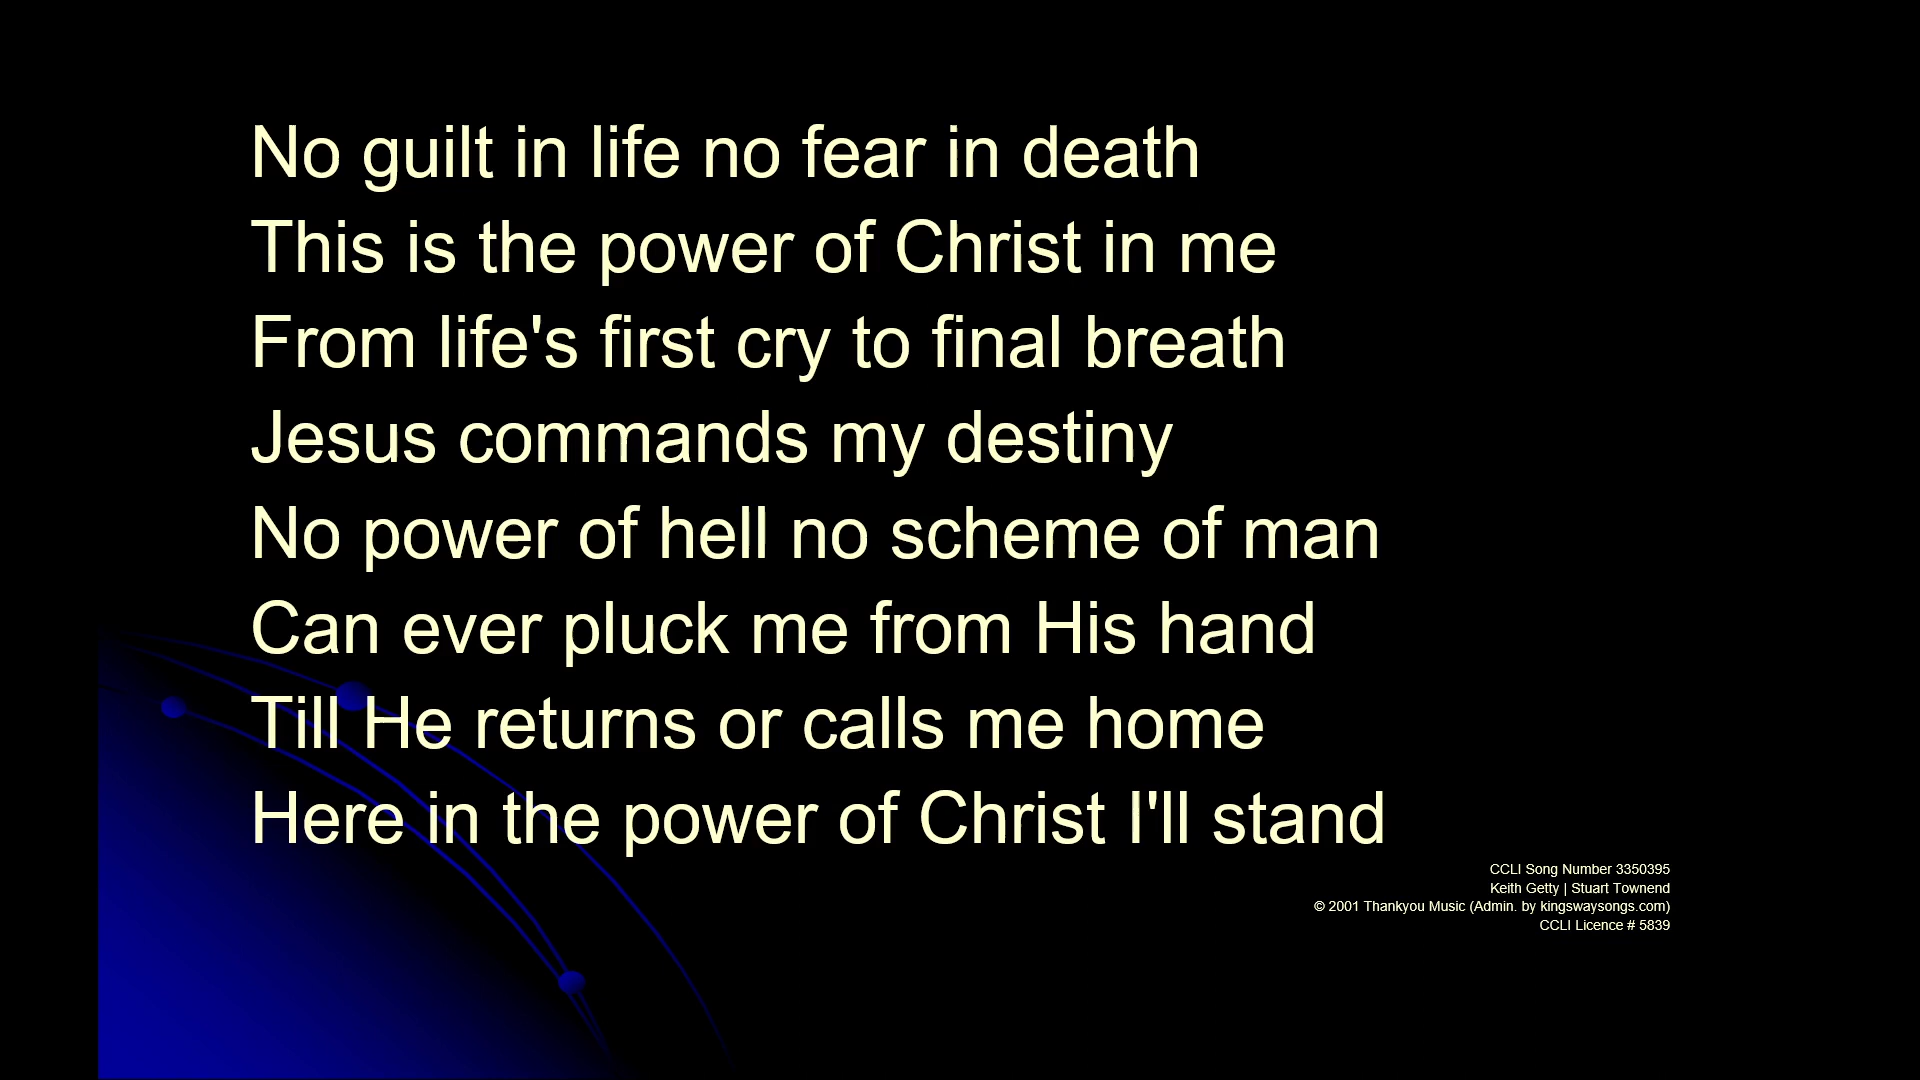 No guilt in life no fear in death
This is the power of Christ in me
From life's first cry to final breath
Jesus commands my destiny
No power of hell no scheme of man
Can ever pluck me from His hand
Till He returns or calls me home
Here in the power of Christ I'll stand
CCLI Song Number 3350395
Keith Getty | Stuart Townend
© 2001 Thankyou Music (Admin. by kingswaysongs.com)
CCLI Licence # 5839